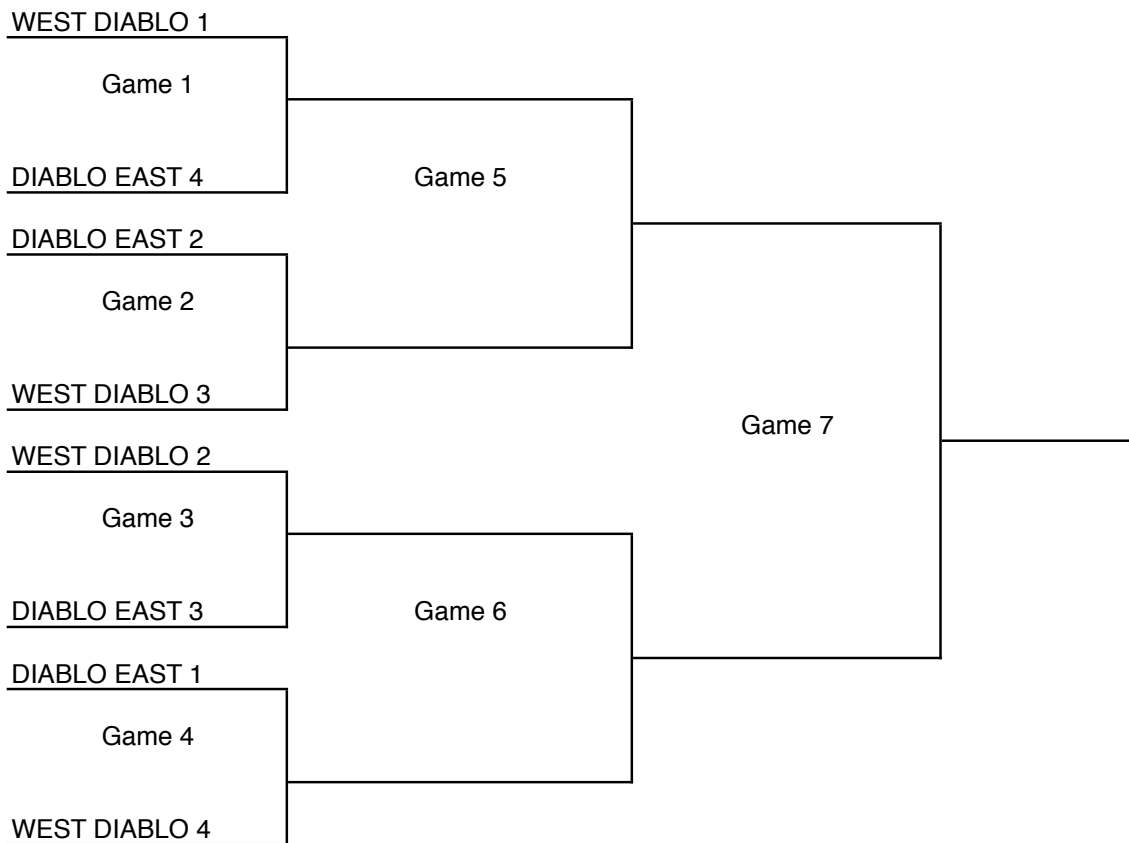 WEST DIABLO 1
Game 1
DIABLO EAST 4
Game 5
DIABLO EAST 2
Game 2
WEST DIABLO 3
Game 7
WEST DIABLO 2
Game 3
DIABLO EAST 3
Game 6
DIABLO EAST 1
Game 4
WEST DIABLO 4